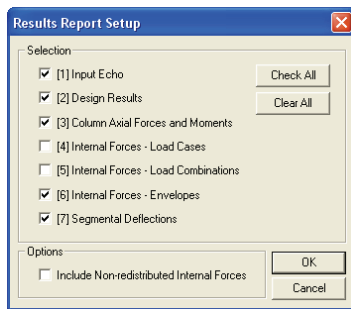 Results Report Setup
Selection
[1] Input Echo
Check All
[2] Design Results
Clear All
[3] Column Axial Forces and Moments
[4] Internal Forces - Load Cases
[5] Internal Forces - Load Combinations
[6] Internal Forces - Envelopes
[7] Segmental Deflections
Options
Include Non-redistributed Internal Forces
OK
Cancel